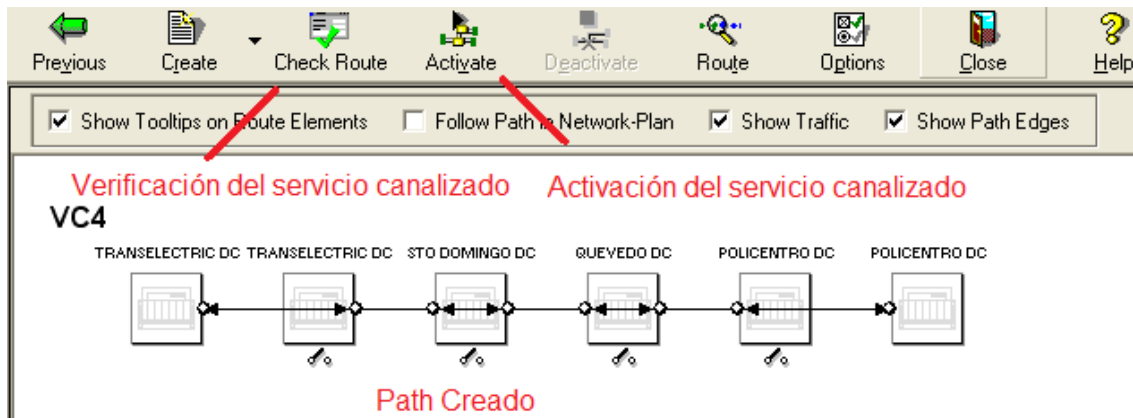 Previous Create Check Route Activate Deactivate Route Options Close Help
Show Tooltips on Route Elements Follow Path in Network-Plan Show Traffic Show Path Edges
Verificación del servicio canalizado Activación del servicio canalizado
VC4
TRANSELECTRIC DC TRANSELECTRIC DC STO DOMINGO DC QUEVEDO DC POLICENTRO DC POLICENTRO DC
Path Creado